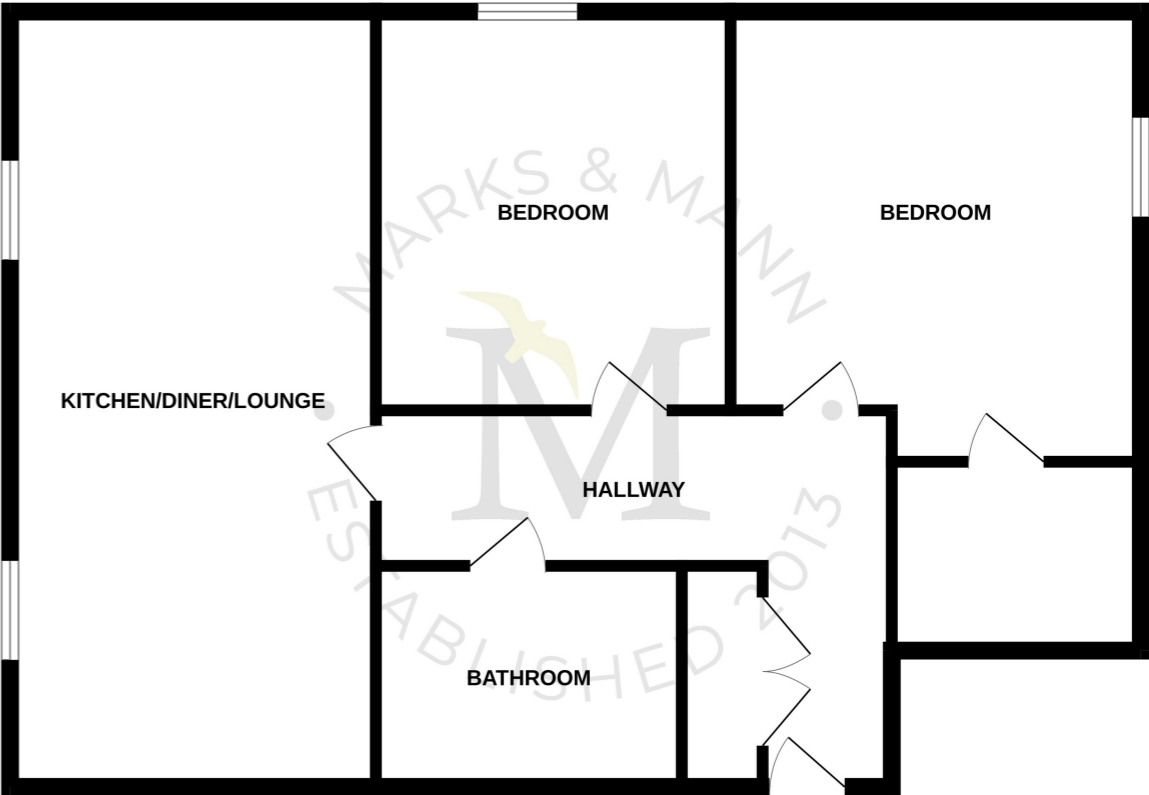 MARKS & MANN
BEDROOM
BEDROOM
KITCHEN/DINER/LOUNGE
M
HALLWAY
BATHROOM
• ESTABLISHED 2013 •